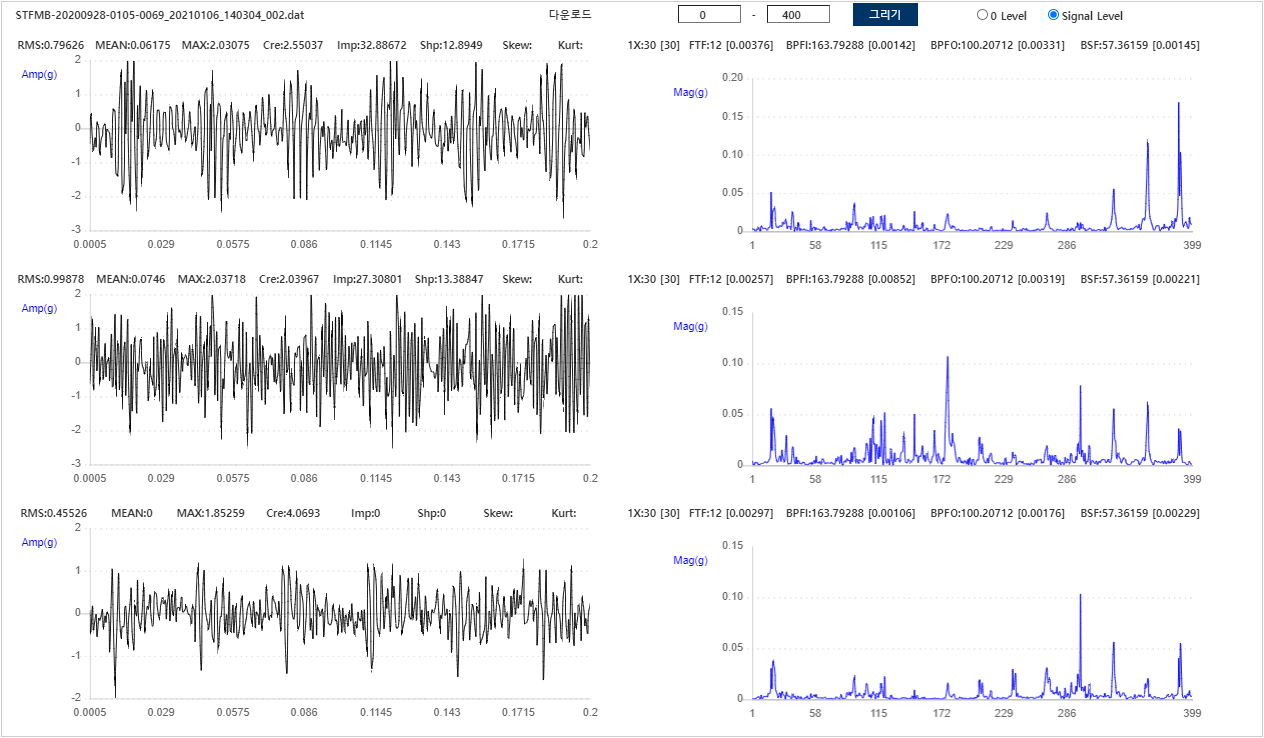 STFMB-20200928-0105-0069_20210106_140304_002.dat 다운로드 0 - 400 그리기 0 Level Signal Level
RMS:0.79626 MEAN:0.06175 MAX:2.03075 Cre:2.55037 Imp:32.88672 Shp:12.8949 Skew: Kurt:
Amp(g)
2
1
0
-1
-2
-3
0.0005 0.029 0.0575 0.086 0.1145 0.143 0.1715 0.2
1X:30 [30] FTF:12 [0.00376] BPFI:163.79288 [0.00142] BPFO:100.20712 [0.00331] BSF:57.36159 [0.00145]
Mag(g)
0.20
0.15
0.10
0.05
0
1 58 115 172 229 286 399
RMS:0.99878 MEAN:0.0746 MAX:2.03718 Cre:2.03967 Imp:27.30801 Shp:13.38847 Skew: Kurt:
Amp(g)
2
1
0
-1
-2
-3
0.0005 0.029 0.0575 0.086 0.1145 0.143 0.1715 0.2
1X:30 [30] FTF:12 [0.00257] BPFI:163.79288 [0.00852] BPFO:100.20712 [0.00319] BSF:57.36159 [0.00221]
Mag(g)
0.15
0.10
0.05
0
1 58 115 172 229 286 399
RMS:0.45526 MEAN:0 MAX:1.85259 Cre:4.0693 Imp:0 Shp:0 Skew: Kurt:
Amp(g)
2
1
0
-1
-2
0.0005 0.029 0.0575 0.086 0.1145 0.143 0.1715 0.2
1X:30 [30] FTF:12 [0.00297] BPFI:163.79288 [0.00106] BPFO:100.20712 [0.00176] BSF:57.36159 [0.00229]
Mag(g)
0.15
0.10
0.05
0
1 58 115 172 229 286 399